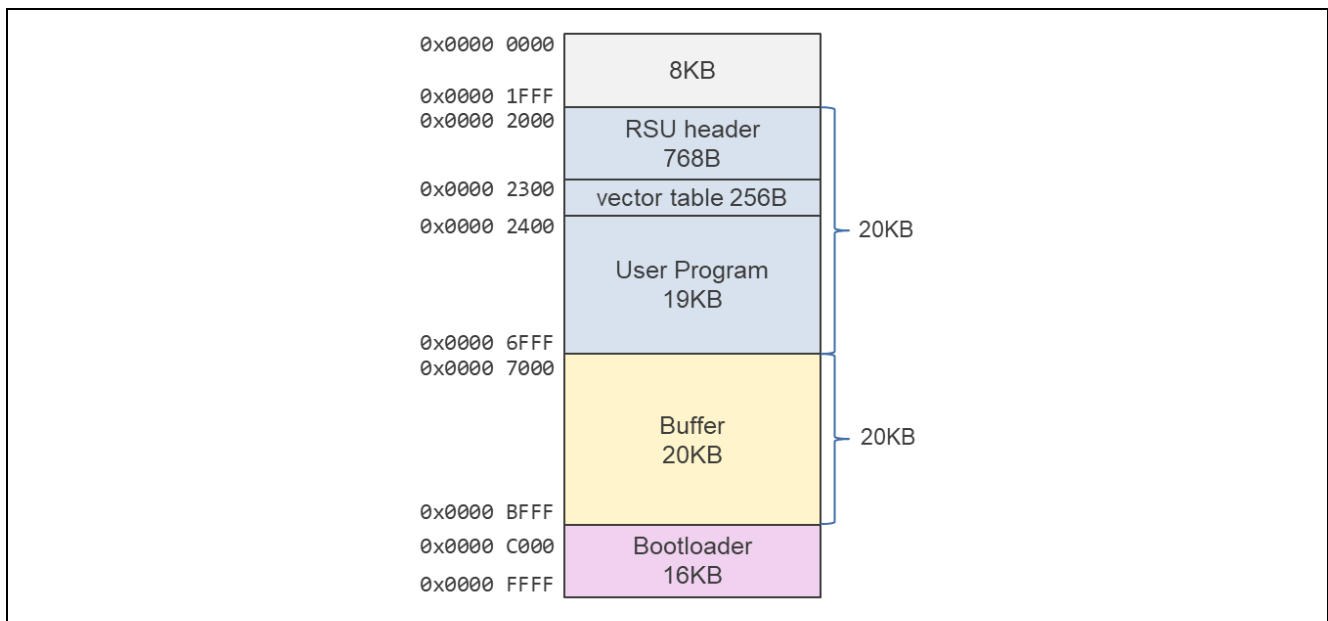 0x0000 0000
8KB
0x0000 1FFF
0x0000 2000
RSU header
768B
0x0000 2300
vector table 256B
0x0000 2400
20KB
User Program
19KB
0x0000 6FFF
0x0000 7000
Buffer
20KB
20KB
0x0000 BFFF
0x0000 C000
Bootloader
16KB
0x0000 FFFF